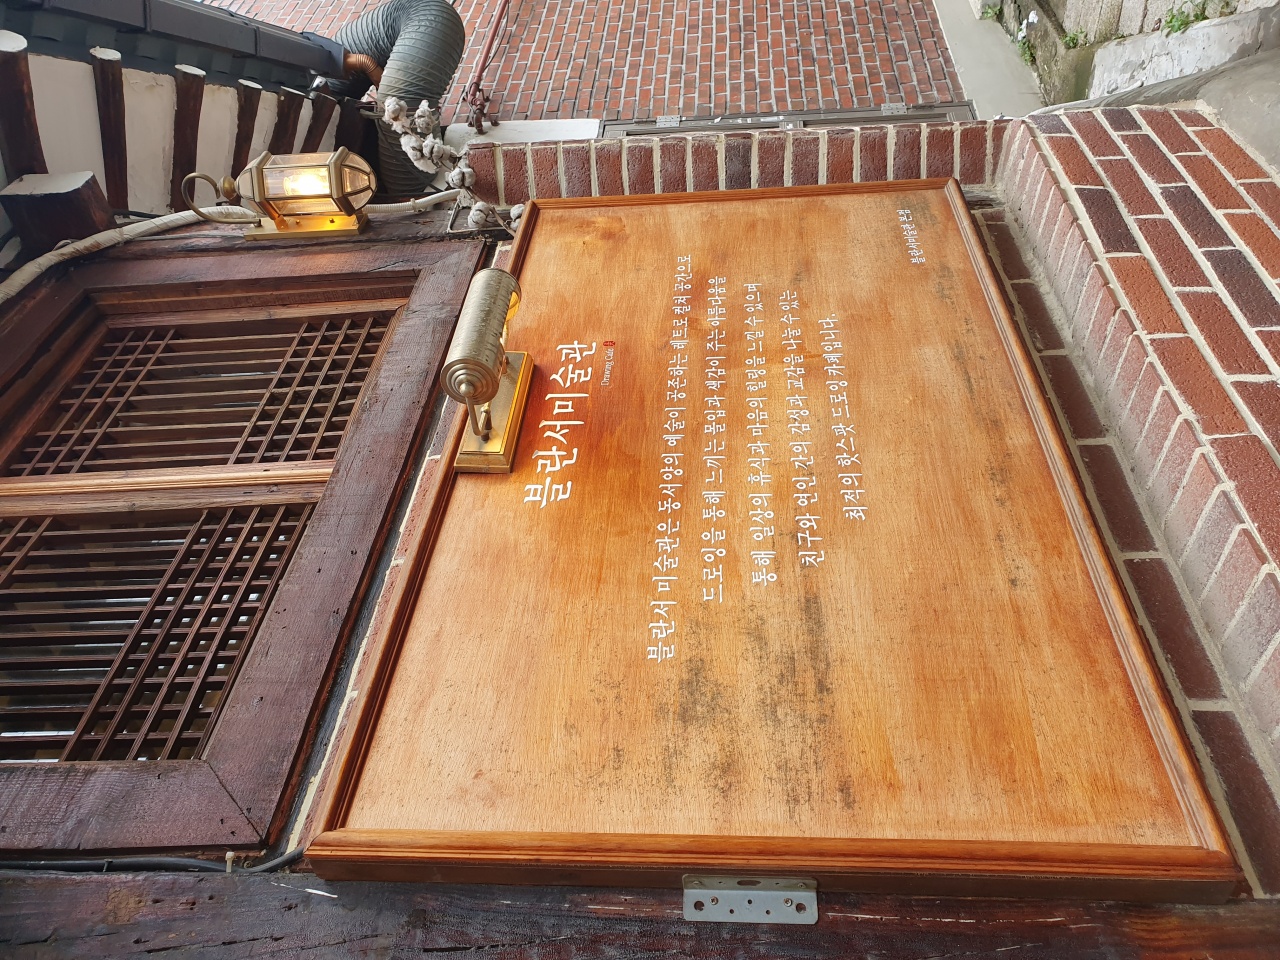 블란서미술관
Drawing Cafe
블란서 미술관은 동서양의 예술이 공존하는 레트로 컬쳐 공간으로
드로잉을 통해 느끼는 몰입과 색감이 주는 아름다움을
통해 일상의 휴식과 마음의 힐링을 느낄 수 있으며
친구와 연인 간의 감성과 교감을 나눌 수 있는
최적의 핫스팟 드로잉 카페입니다.
블란서미술관 본점